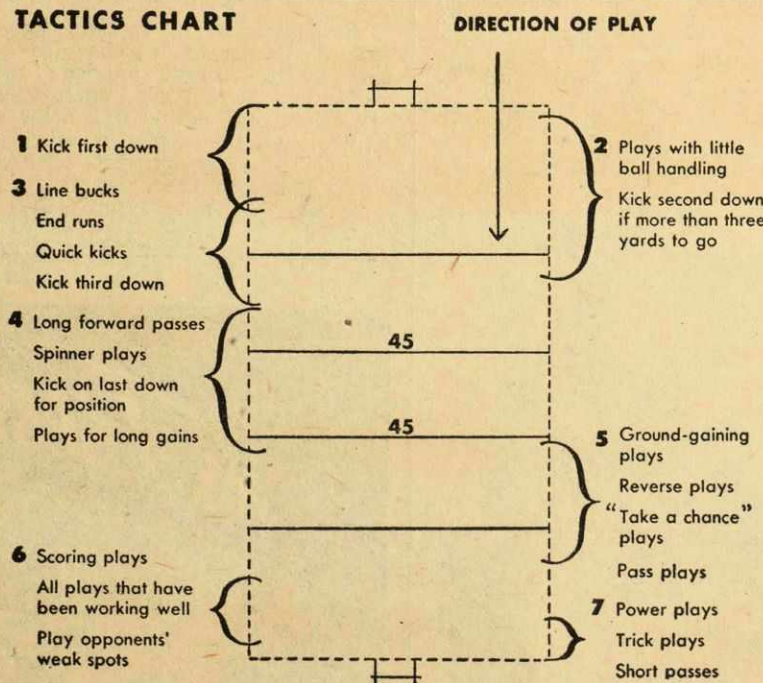 TACTICS CHART
DIRECTION OF PLAY
1 Kick first down
2 Plays with little
ball handling
Kick second down
if more than three
yards to go
3 Line bucks
End runs
Quick kicks
Kick third down
4 Long forward passes
Spinner plays
Kick on last down
for position
Plays for long gains
45
45
5 Ground-gaining
plays
Reverse plays
"Take a chance"
plays
Pass plays
6 Scoring plays
All plays that have
been working well
Play opponents'
weak spots
7 Power plays
Trick plays
Short passes